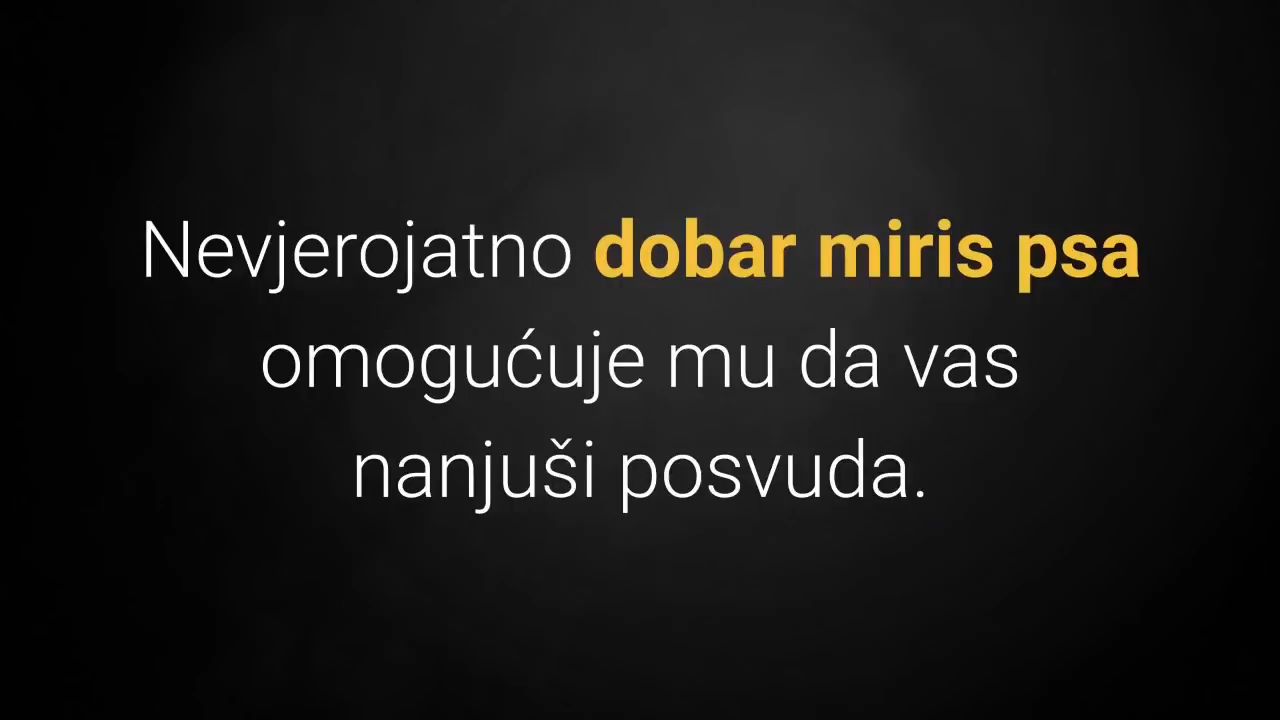 Nevjerojatno dobar miris psa
omogućuje mu da vas
nanjuši posvuda.